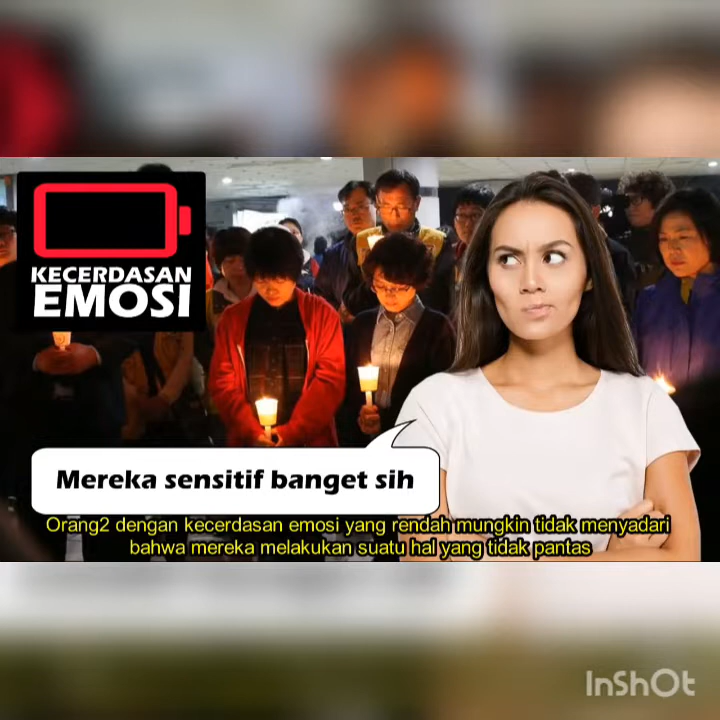 KECERDASAN
EMOSI
Mereka sensitif banget sih
Orang2 dengan kecerdasan emosi yang rendah mungkin tidak menyadari
bahwa mereka melakukan suatu hal yang tidak pantas
InShOt